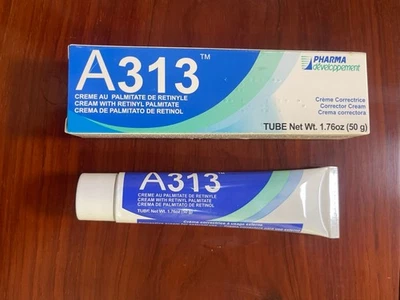 A313™
CREME AU PALMITATE DE RETINYLE
CREAM WITH RETINYL PALMITATE
CREMA DE PALMITATO DE RETINOL
PHARMA
développement
Crème Correctrice
Corrector Cream
Crema correctora
TUBE Net Wt. 1.76oz (50 g)
A313™
CREME AU PALMITATE DE RETINYLE
CREAM WITH RETINYL PALMITATE
CREMA DE PALMITATO DE RETINOL
TUBE Net Wt. 1.76oz (50 g)